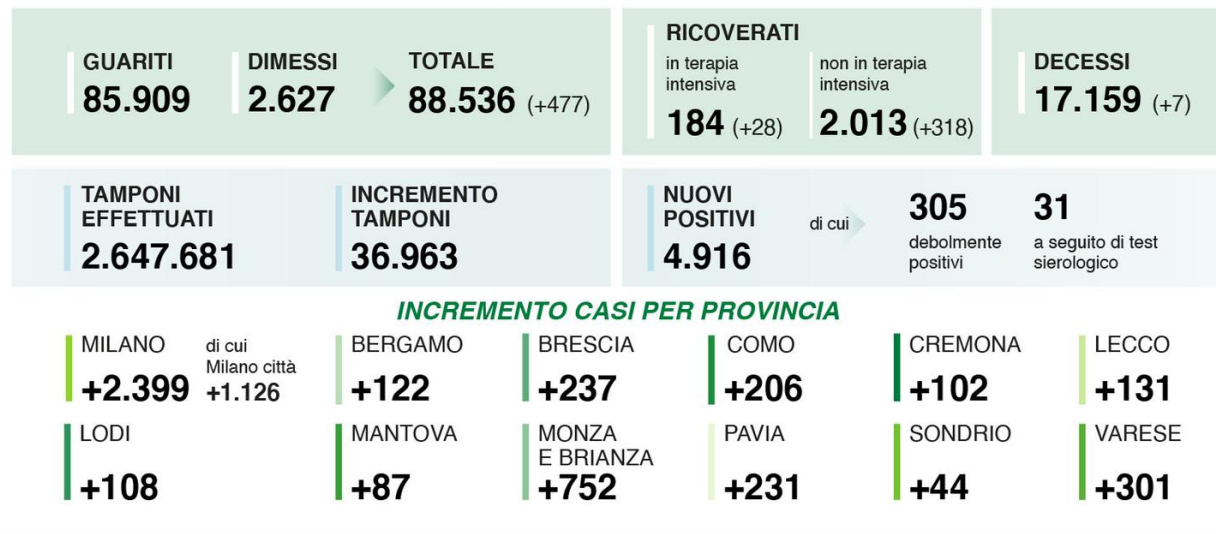 GUARITI
85.909
DIMESSI
2.627
TOTALE
88.536 (+477)
RICOVERATI
in terapia
intensiva
184 (+28)
non in terapia
intensiva
2.013 (+318)
DECESSI
17.159 (+7)
TAMPONI
EFFETTUATI
2.647.681
INCREMENTO
TAMPONI
36.963
NUOVI
POSITIVI
4.916
di cui
305
debolmente
positivi
31
a seguito di test
sierologico
INCREMENTO CASI PER PROVINCIA
MILANO
+2.399
di cui
Milano città
+1.126
BERGAMO
+122
BRESCIA
+237
COMO
+206
CREMONA
+102
LECCO
+131
LODI
+108
MANTOVA
+87
MONZA
E BRIANZA
+752
PAVIA
+231
SONDRIO
+44
VARESE
+301